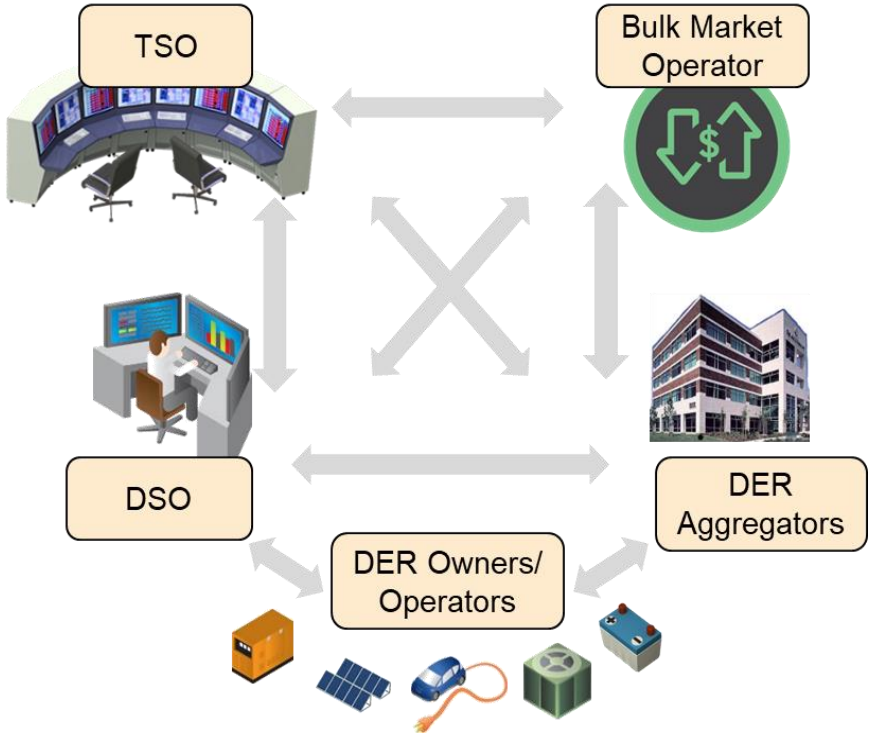 TSO
Bulk Market
Operator
$
DSO
DER
Aggregators
DER Owners/
Operators